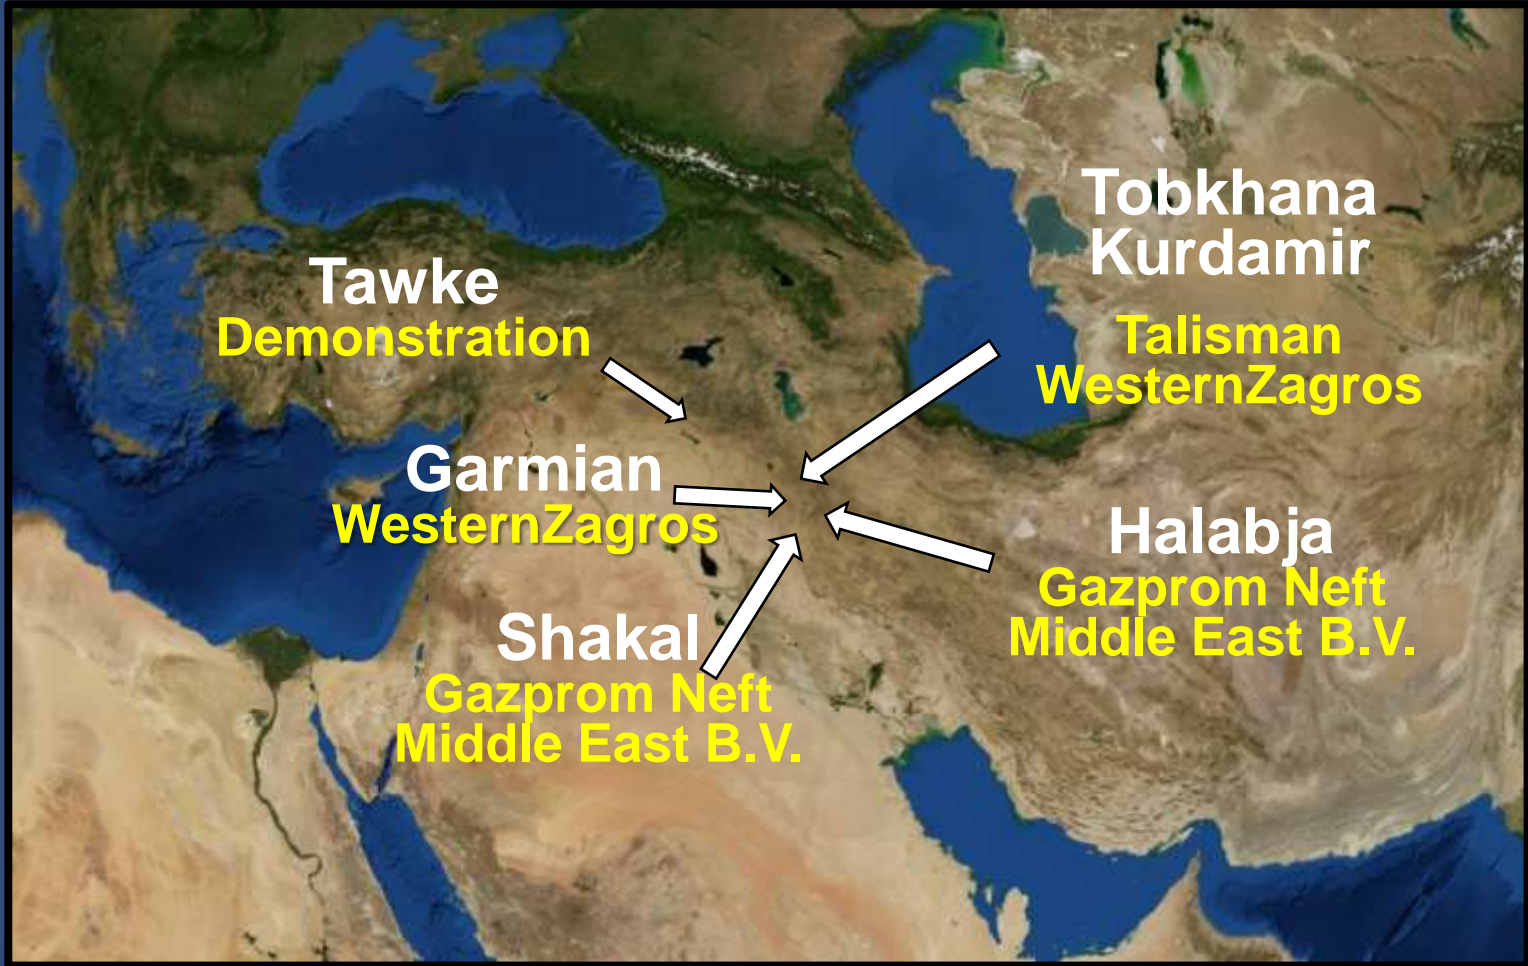 Tawke
Demonstration
Tobkhana
Kurdamir
Talisman
WesternZagros
Garmian
WesternZagros
Halabja
Gazprom Neft
Middle East B.V.
Shakal
Gazprom Neft
Middle East B.V.